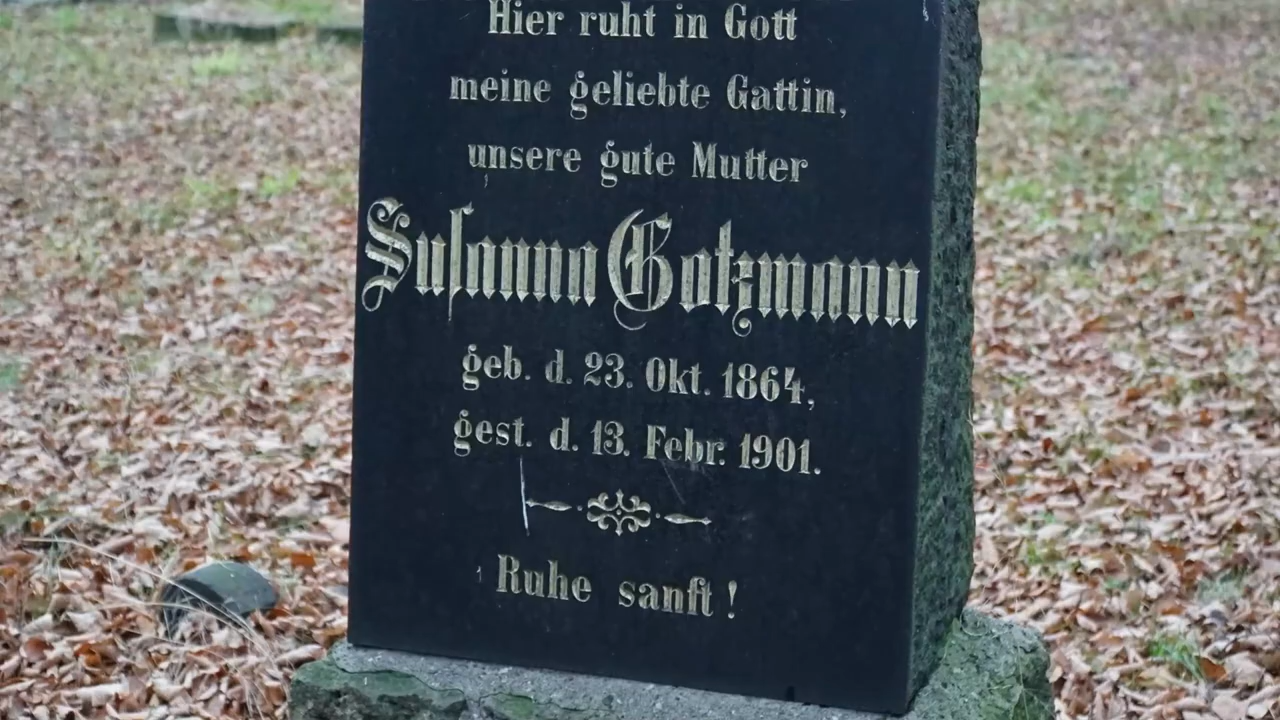 Hier ruht in Gott
meine geliebte Gattin,
unsere gute Mutter
Suſanna Gatzmann
geb. d. 23. Okt. 1864,
gest. d. 13. Febr. 1901.
Ruhe sanft!